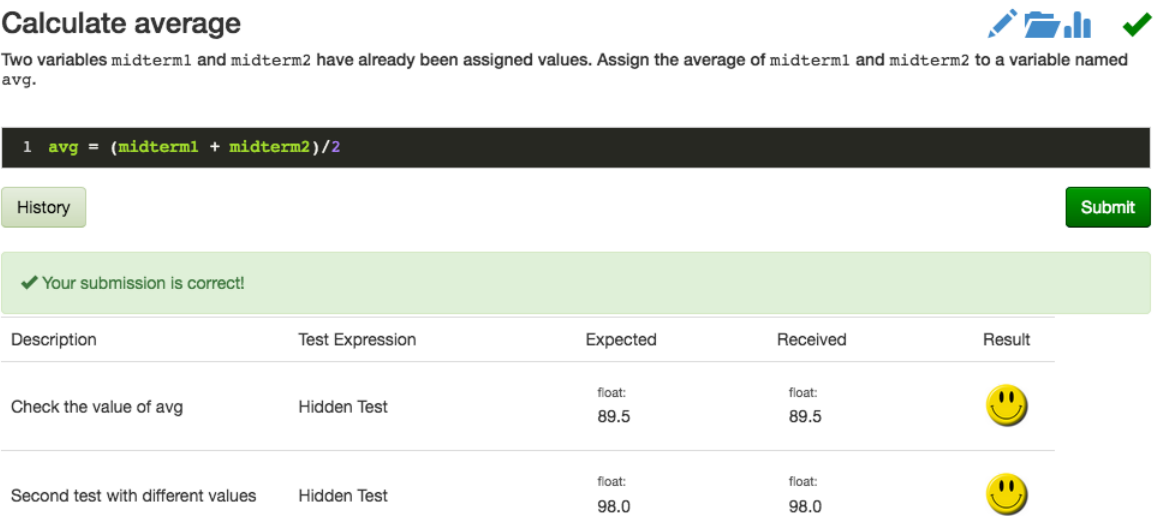 Calculate average
Two variables midterm1 and midterm2 have already been assigned values. Assign the average of midterm1 and midterm2 to a variable named
avg.
1 avg = (midterm1 + midterm2)/2
History
Submit
Your submission is correct!
Description Test Expression Expected Received Result
float: float:
Check the value of avg Hidden Test 89.5 89.5
float: float:
Second test with different values Hidden Test 98.0 98.0